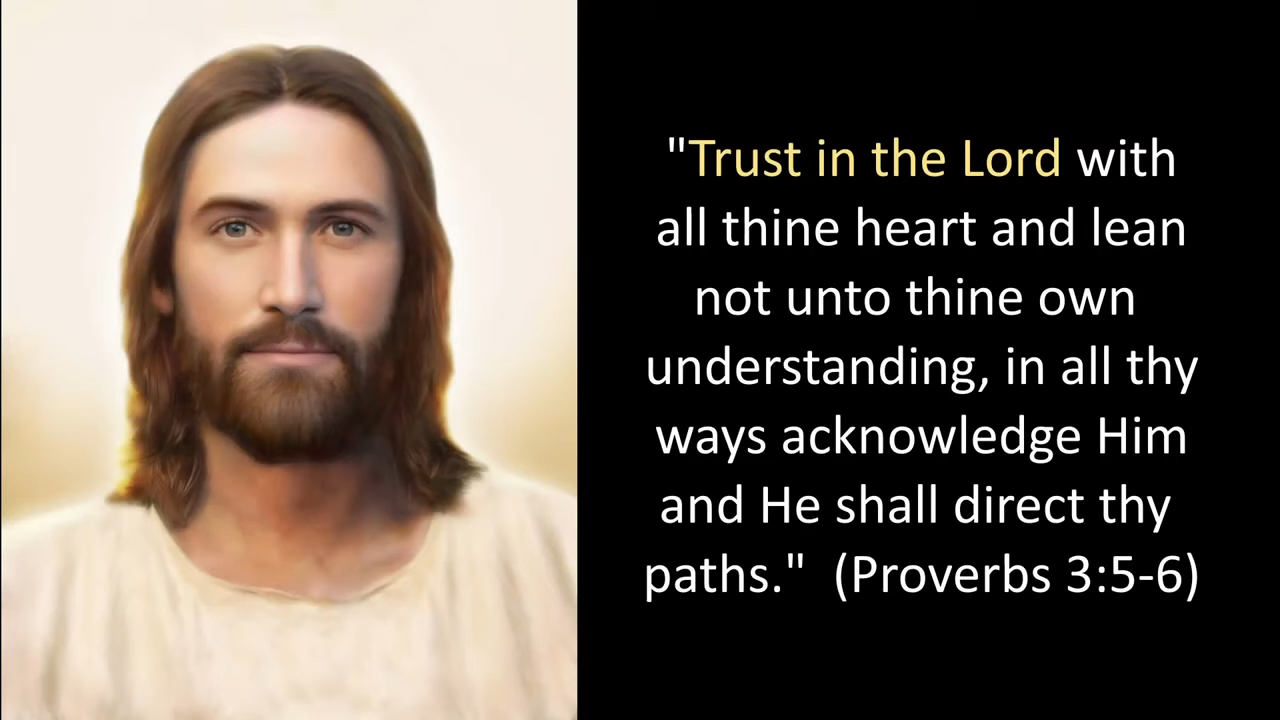 "Trust in the Lord with
all thine heart and lean
not unto thine own
understanding, in all thy
ways acknowledge Him
and He shall direct thy
paths."  (Proverbs 3:5-6)